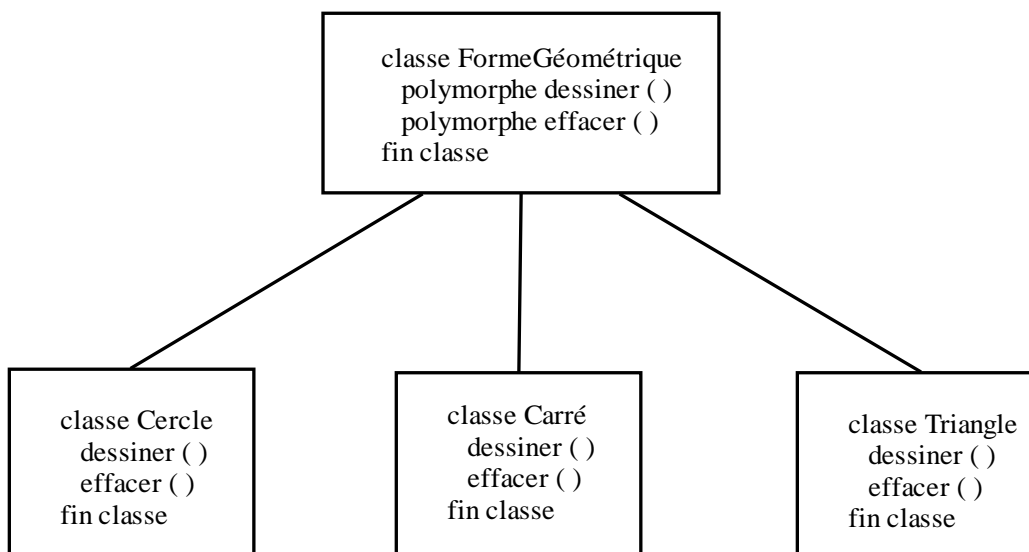 classe FormeGéométrique
polymorphe dessiner ( )
polymorphe effacer ( )
fin classe
classe Cercle
dessiner ( )
effacer ( )
fin classe
classe Carré
dessiner ( )
effacer ( )
fin classe
classe Triangle
dessiner ( )
effacer ( )
fin classe